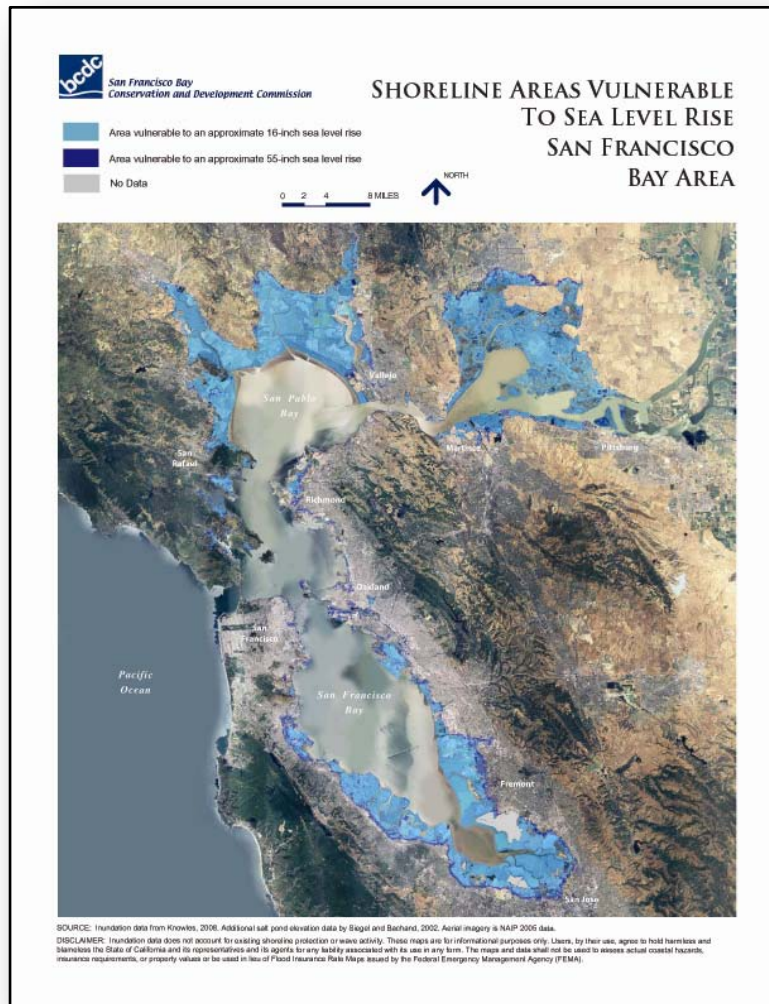 bcdc
San Francisco Bay
Conservation and Development Commission
SHORELINE AREAS VULNERABLE
TO SEA LEVEL RISE
SAN FRANCISCO
BAY AREA
Area vulnerable to an approximate 16-inch sea level rise
Area vulnerable to an approximate 55-inch sea level rise
No Data
0 2 4 8 MILES
NORTH
Vallejo
San Pablo
Bay
San
Rafael
Martinez
Pittsburg
Richmond
Oakland
San
Francisco
Pacific
Ocean
San Francisco
Bay
Fremont
San Jose
SOURCE: Inundation data from Knowles, 2008. Additional salt pond elevation data by Siegel and Bachand, 2002. Aerial imagery is NAIP 2005 data.
DISCLAIMER: Inundation data does not account for existing shoreline protection or wave activity. These maps are for informational purposes only. Users, by their use, agree to hold harmless and
blameless the State of California and its representatives and its agents for any liability associated with its use in any form. The maps and data shall not be used to assess actual coastal hazards,
insurance requirements, or property values or be used in lieu of Flood Insurance Rate Maps issued by the Federal Emergency Management Agency (FEMA).